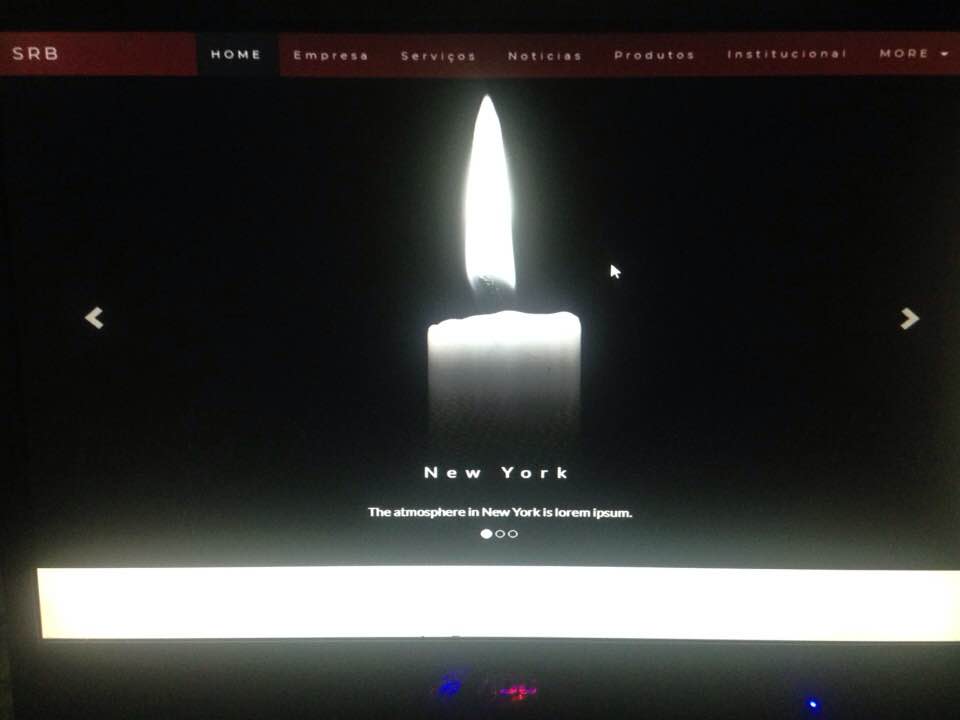 SRB HOME Empresa Serviços Noticias Produtos Institucional MORE
New York
The atmosphere in New York is lorem ipsum.